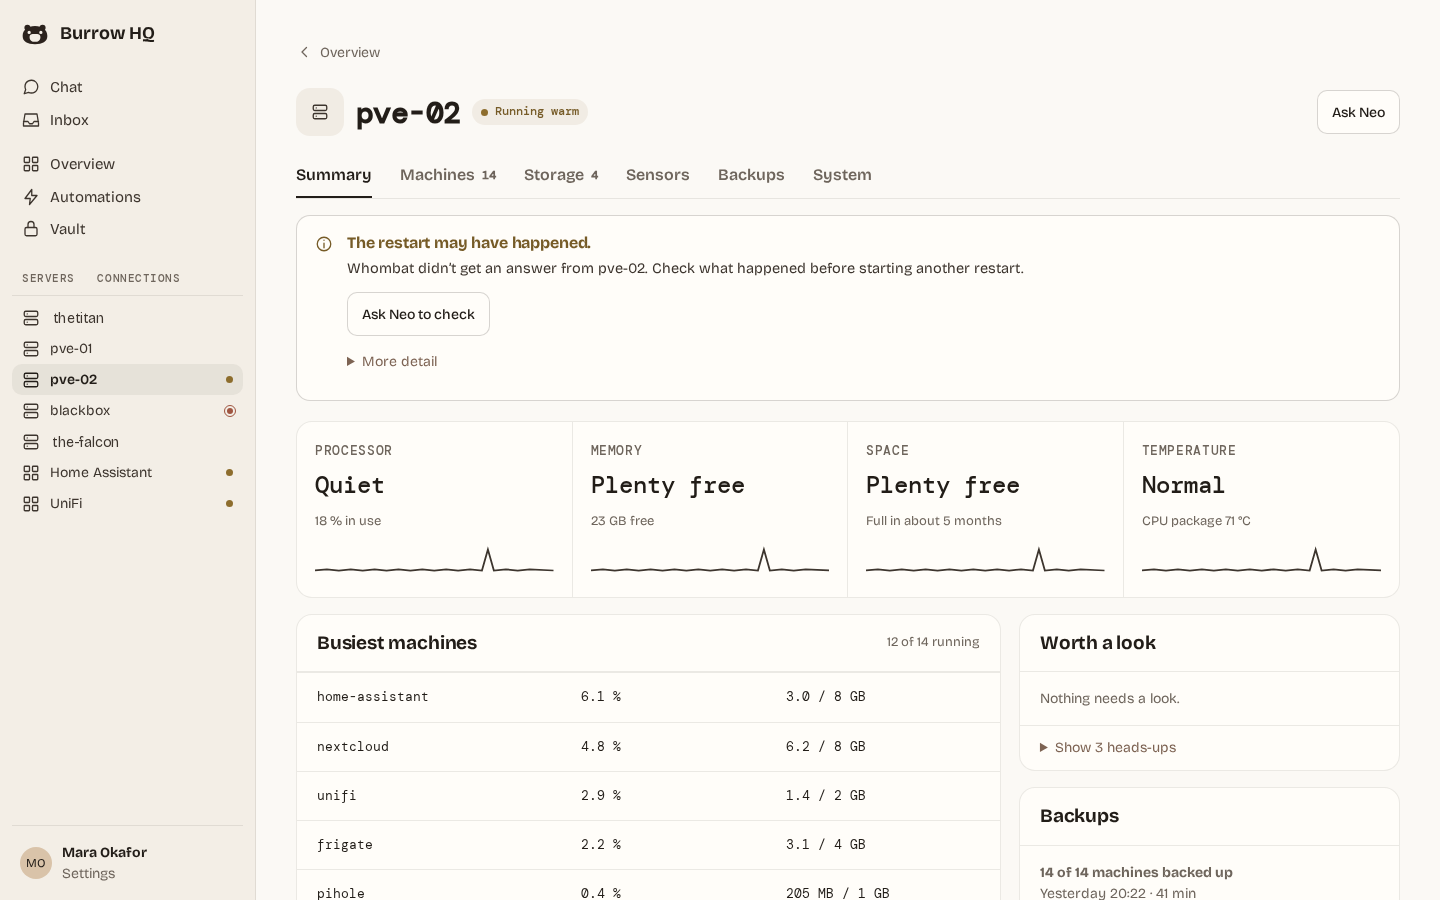 Burrow HQ
Chat
Inbox
Overview
Automations
Vault
SERVERS CONNECTIONS
thetitan
pve-01
pve-02
blackbox
the-falcon
Home Assistant
UniFi
MO
Mara Okafor
Settings
Overview
pve-02
Running warm
Ask Neo
Summary
Machines 14
Storage 4
Sensors
Backups
System
The restart may have happened.
Whombat didn't get an answer from pve-02. Check what happened before starting another restart.
Ask Neo to check
More detail
PROCESSOR
Quiet
18 % in use
MEMORY
Plenty free
23 GB free
SPACE
Plenty free
Full in about 5 months
TEMPERATURE
Normal
CPU package 71 °C
Busiest machines
12 of 14 running
home-assistant 6.1 % 3.0 / 8 GB
nextcloud 4.8 % 6.2 / 8 GB
unifi 2.9 % 1.4 / 2 GB
frigate 2.2 % 3.1 / 4 GB
pihole 0.4 % 205 MB / 1 GB
Worth a look
Nothing needs a look.
Show 3 heads-ups
Backups
14 of 14 machines backed up
Yesterday 20:22 · 41 min